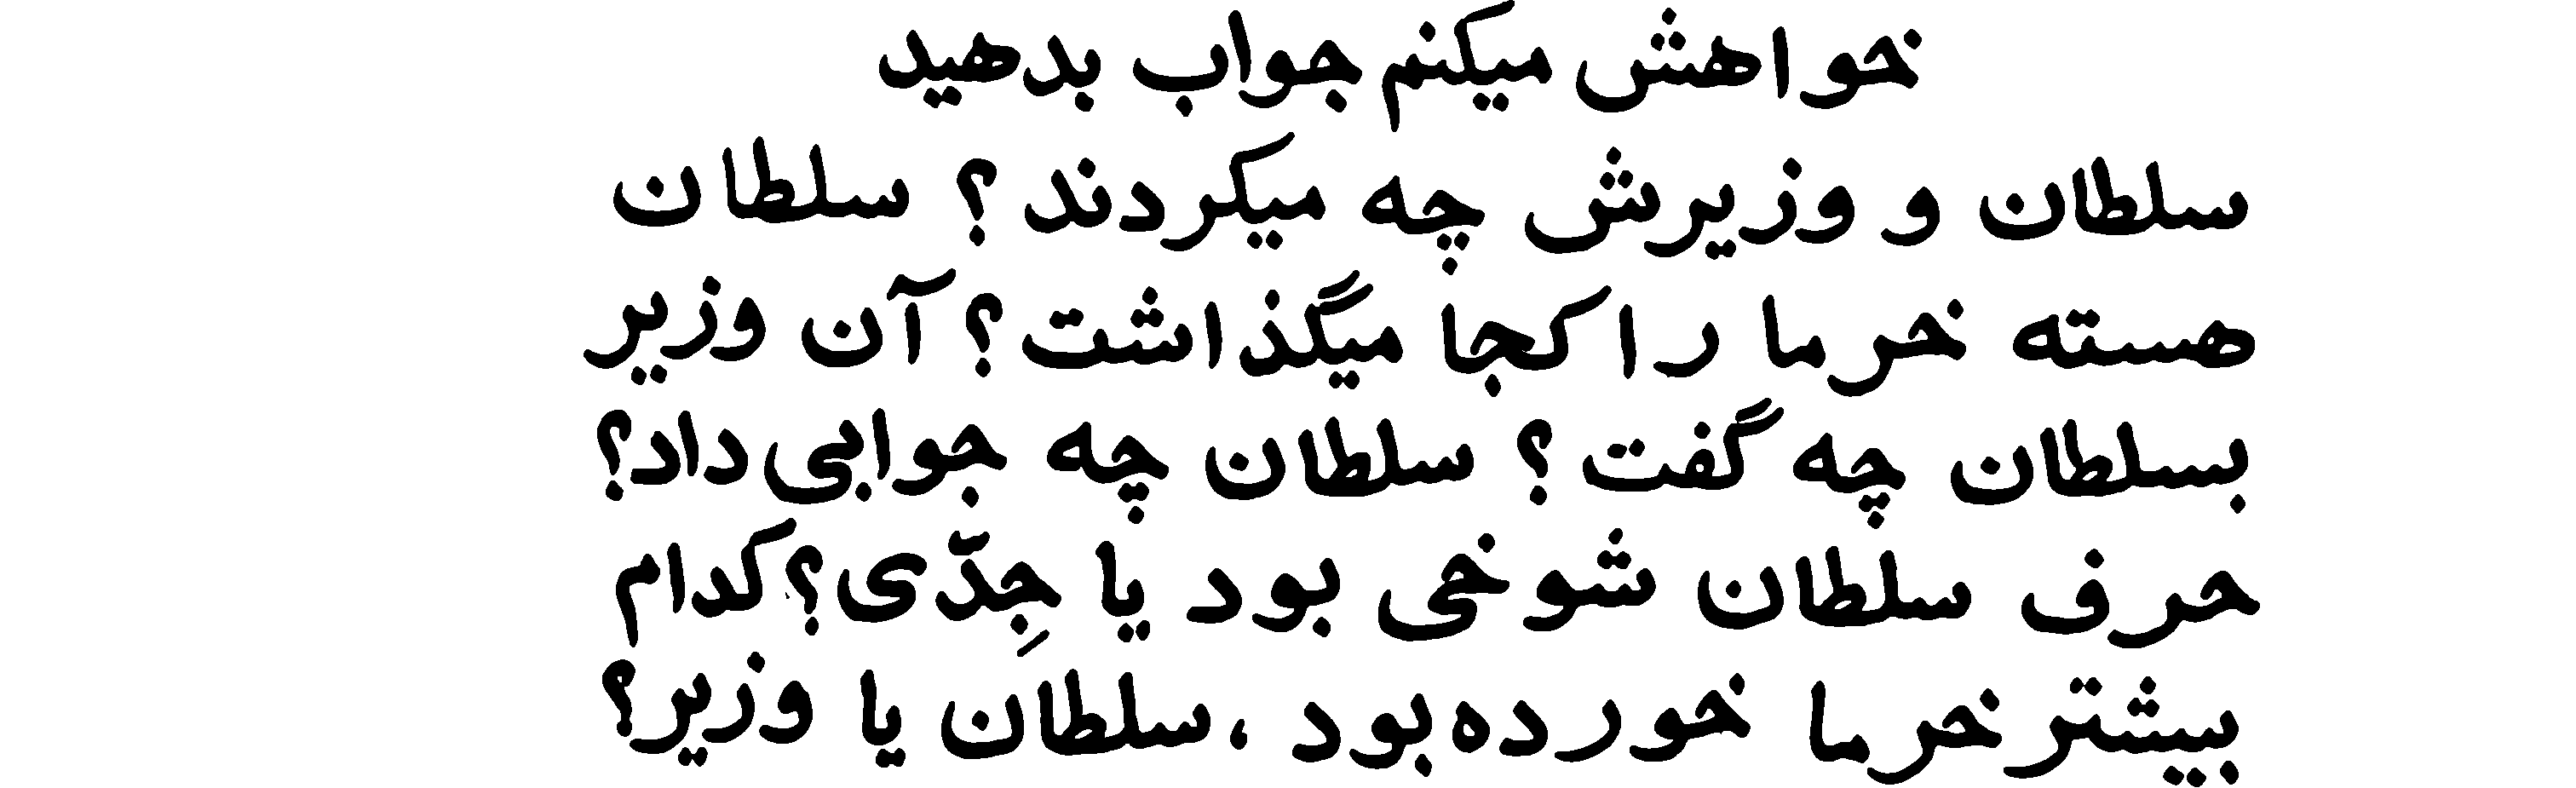 خواهش میکنم جواب بدهید
سلطان و وزیرش چه میکردند؟ سلطان
هسته خرما را کجا میگذاشت؟ آن وزیر
بسلطان چه گفت؟ سلطان چه جوابی داد؟
حرف سلطان شوخی بود یا جِدّی؟ کدام
بیشتر خرما خورده بود، سلطان یا وزیر؟